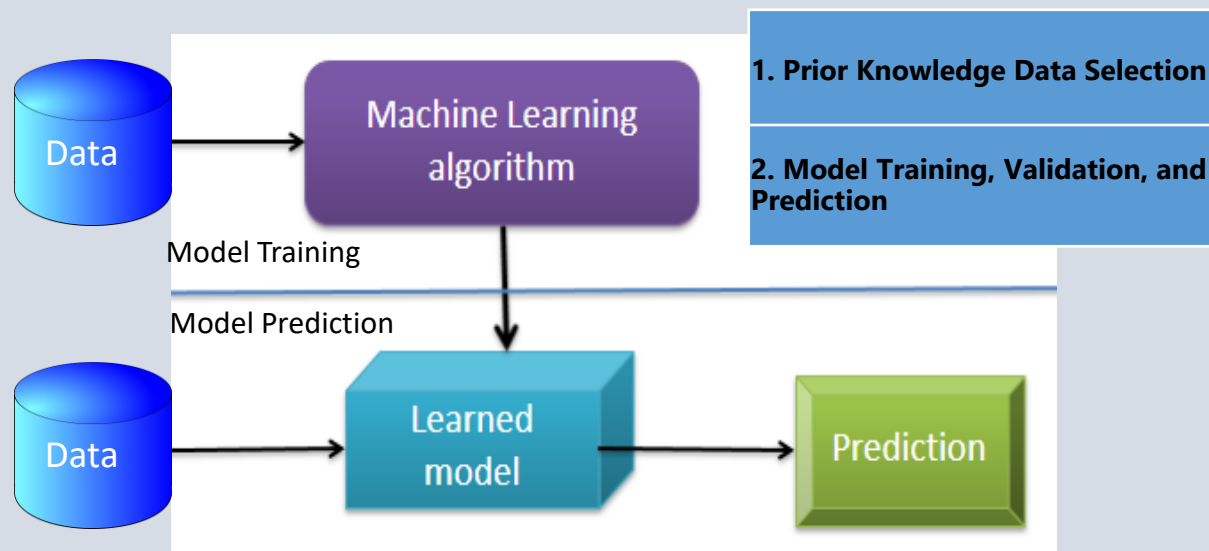 1. Prior Knowledge Data Selection
Data
Machine Learning
algorithm
2. Model Training, Validation, and
Prediction
Model Training
Model Prediction
Data
Learned
model
Prediction